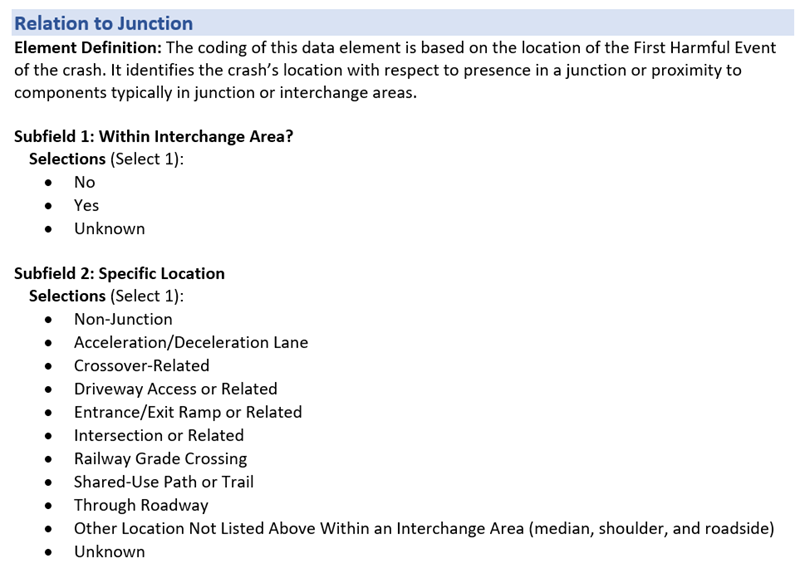 Relation to Junction
Element Definition: The coding of this data element is based on the location of the First Harmful Event
of the crash. It identifies the crash’s location with respect to presence in a junction or proximity to
components typically in junction or interchange areas.
Subfield 1: Within Interchange Area?
Selections (Select 1):
• No
• Yes
• Unknown
Subfield 2: Specific Location
Selections (Select 1):
• Non-Junction
• Acceleration/Deceleration Lane
• Crossover-Related
• Driveway Access or Related
• Entrance/Exit Ramp or Related
• Intersection or Related
• Railway Grade Crossing
• Shared-Use Path or Trail
• Through Roadway
• Other Location Not Listed Above Within an Interchange Area (median, shoulder, and roadside)
• Unknown